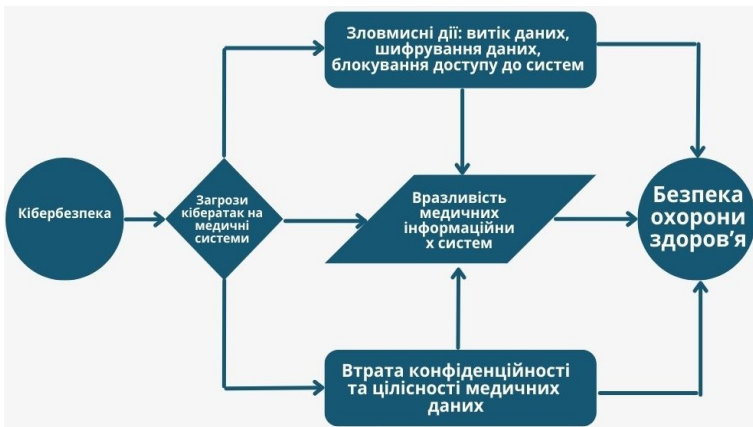 Зловмисні дії: витік даних,
шифрування даних,
блокування доступу до систем
Кібербезпека
Загрози
кібератак на
медичні
системи
Вразливість
медичних
інформаційни
х систем
Безпека
охорони
здоров’я
Втрата конфіденційності
та цілісності медичних
даних